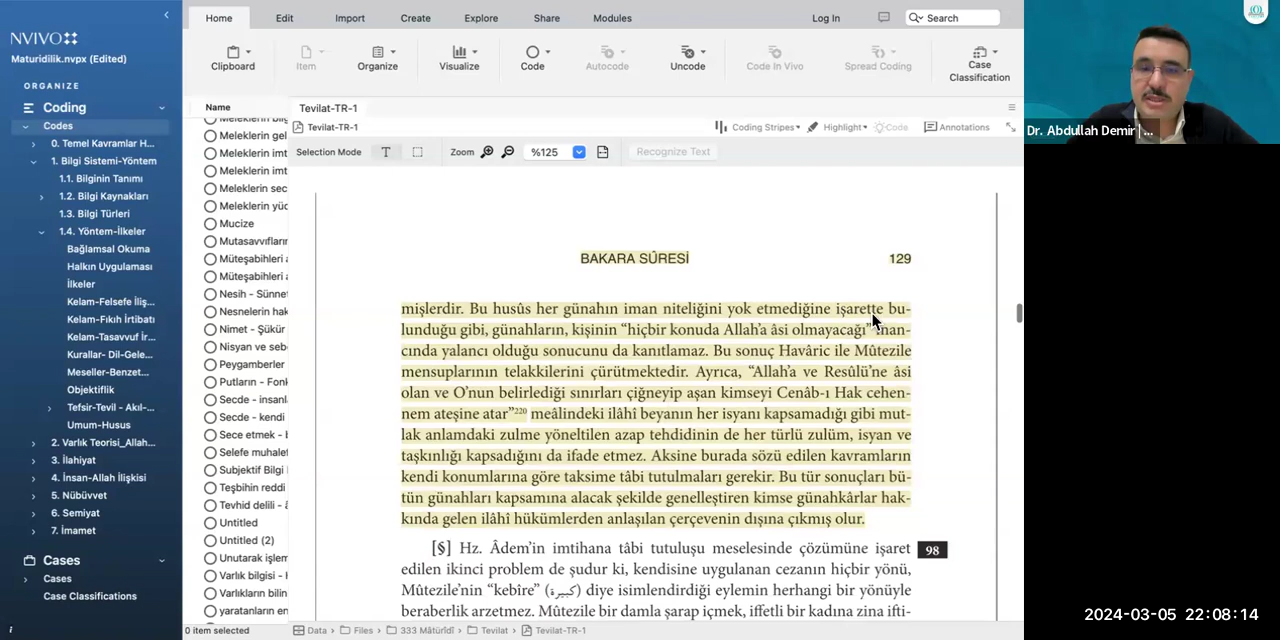 Home Edit Import Create Explore Share Modules Log In Search
NVIVO
Maturidilik.nvpx (Edited)
Clipboard Item Organize Visualize Code Autocode Uncode Code In Vivo Spread Coding Case Classification
ORGANIZE
Coding
Codes
0. Temel Kavramlar H...
1. Bilgi Sistemi-Yöntem
1.1. Bilginin Tanımı
1.2. Bilgi Kaynakları
1.3. Bilgi Türleri
1.4. Yöntem-İlkeler
Bağlamsal Okuma
Halkın Uygulaması
İlkeler
Kelam-Felsefe İliş...
Kelam-Fıkıh İrtibatı
Kelam-Tasavvuf İr...
Kurallar- Dil-Gele...
Meseller-Benzet...
Objektiflik
Tefsir-Tevil - Akıl-...
Umum-Husus
2. Varlık Teorisi_Allah...
3. İlahiyat
4. İnsan-Allah İlişkisi
5. Nübüvvet
6. Semiyat
7. İmamet
Cases
Cases
Case Classifications
Name
Meleklerin bilg
Meleklerin gel
Meleklerin imt
Meleklerin imt
Meleklerin sec
Meleklerin yüc
Mucize
Mutasavvıfları
Müteşabihleri a
Müteşabihleri a
Nesih - Sünnet
Nesnelerin hak
Nimet - Şükür
Nisyan ve seb
Peygamberler
Putların - Fonk
Secde - insanl
Secde - kendi
Sece etmek - b
Selefe muhalef
Subjektif Bilgi
Teşbihin reddi
Tevhid delili - â
Untitled
Untitled (2)
Unutarak işlem
Varlık bilgisi - H
Varlıkların bilin
yaratanların en
0 item selected
Tevilat-TR-1
Tevilat-TR-1 Coding Stripes Highlight Code Annotations
Selection Mode T Zoom %125 Recognize Text
BAKARA SÛRESİ 129
mişlerdir. Bu husûs her günahın iman niteliğini yok etmediğine işarette bu-
lunduğu gibi, günahların, kişinin “hiçbir konuda Allah’a âsi olmayacağı” inan-
cında yalancı olduğu sonucunu da kanıtlamaz. Bu sonuç Havâric ile Mûtezile
mensuplarının telakkilerini çürütmektedir. Ayrıca, “Allah’a ve Resûlü’ne âsi
olan ve O’nun belirlediği sınırları çiğneyip aşan kimseyi Cenâb-ı Hak cehen-
nem ateşine atar”²²⁰ meâlindeki ilâhî beyanın her isyanı kapsamadığı gibi mut-
lak anlamdaki zulme yöneltilen azap tehdidinin de her türlü zulüm, isyan ve
taşkınlığı kapsadığını da ifade etmez. Aksine burada sözü edilen kavramların
kendi konumlarına göre taksime tâbi tutulmaları gerekir. Bu tür sonuçları bü-
tün günahları kapsamına alacak şekilde genelleştiren kimse günahkârlar hak-
kında gelen ilâhî hükümlerden anlaşılan çerçevenin dışına çıkmış olur.
[§] Hz. Âdem’in imtihana tâbi tutuluşu meselesinde çözümüne işaret 98
edilen ikinci problem de şudur ki, kendisine uygulanan cezanın hiçbir yönü,
Mûtezile’nin “kebîre” (كبيرة) diye isimlendirdiği eylemin herhangi bir yönüyle
beraberlik arzetmez. Mûtezile bir damla şarap içmek, iffetli bir kadına zina ifti-
Data Files 333 Mâtürîdî Tevilat Tevilat-TR-1
Dr. Abdullah Demir | ...
2024-03-05 22:08:14